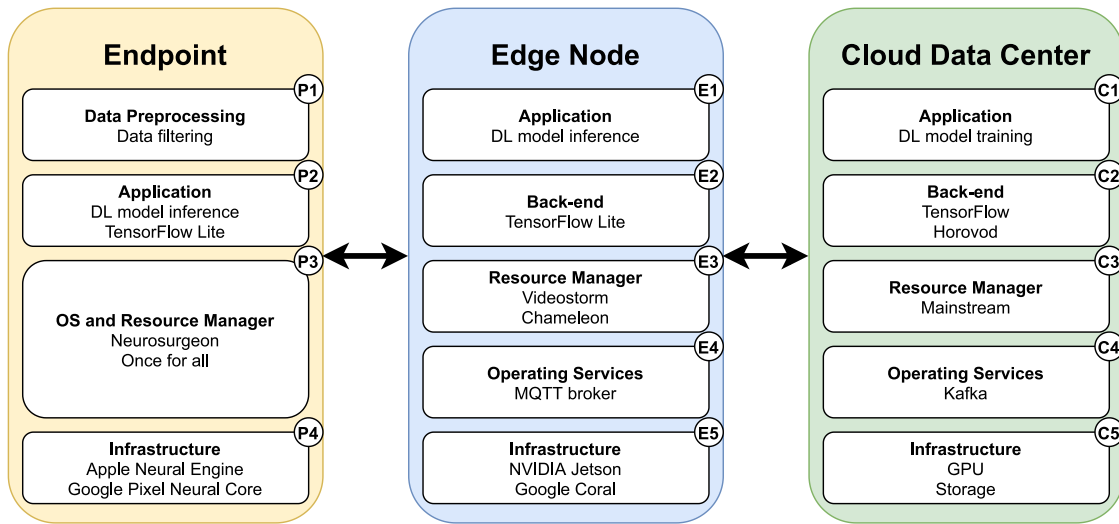 Endpoint
P1
Data Preprocessing
Data filtering
P2
Application
DL model inference
TensorFlow Lite
P3
OS and Resource Manager
Neurosurgeon
Once for all
P4
Infrastructure
Apple Neural Engine
Google Pixel Neural Core
Edge Node
E1
Application
DL model inference
E2
Back-end
TensorFlow Lite
E3
Resource Manager
Videostorm
Chameleon
E4
Operating Services
MQTT broker
E5
Infrastructure
NVIDIA Jetson
Google Coral
Cloud Data Center
C1
Application
DL model training
C2
Back-end
TensorFlow
Horovod
C3
Resource Manager
Mainstream
C4
Operating Services
Kafka
C5
Infrastructure
GPU
Storage